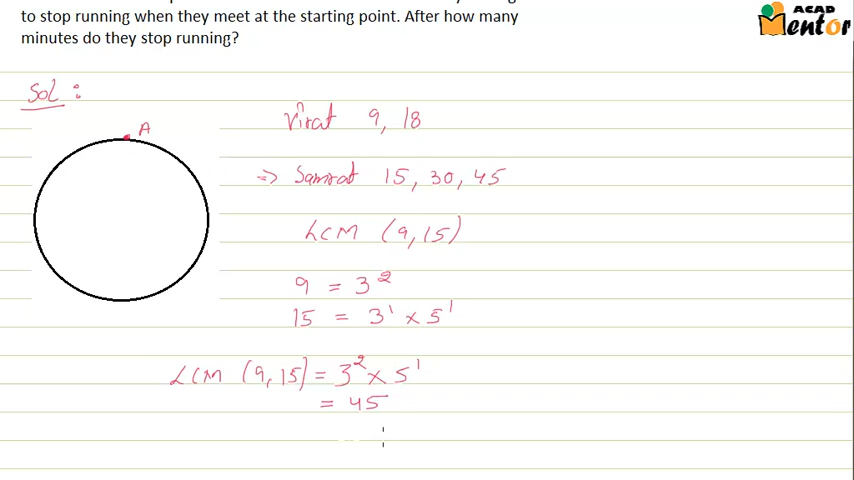 to stop running when they meet at the starting point. After how many
minutes do they stop running?
ACAD
Mentor
Sol :
A
Virat 9, 18
⇒ Samrat 15, 30, 45
LCM (9, 15)
9 = 3²
15 = 3¹ × 5¹
LCM (9, 15) = 3² × 5¹
= 45